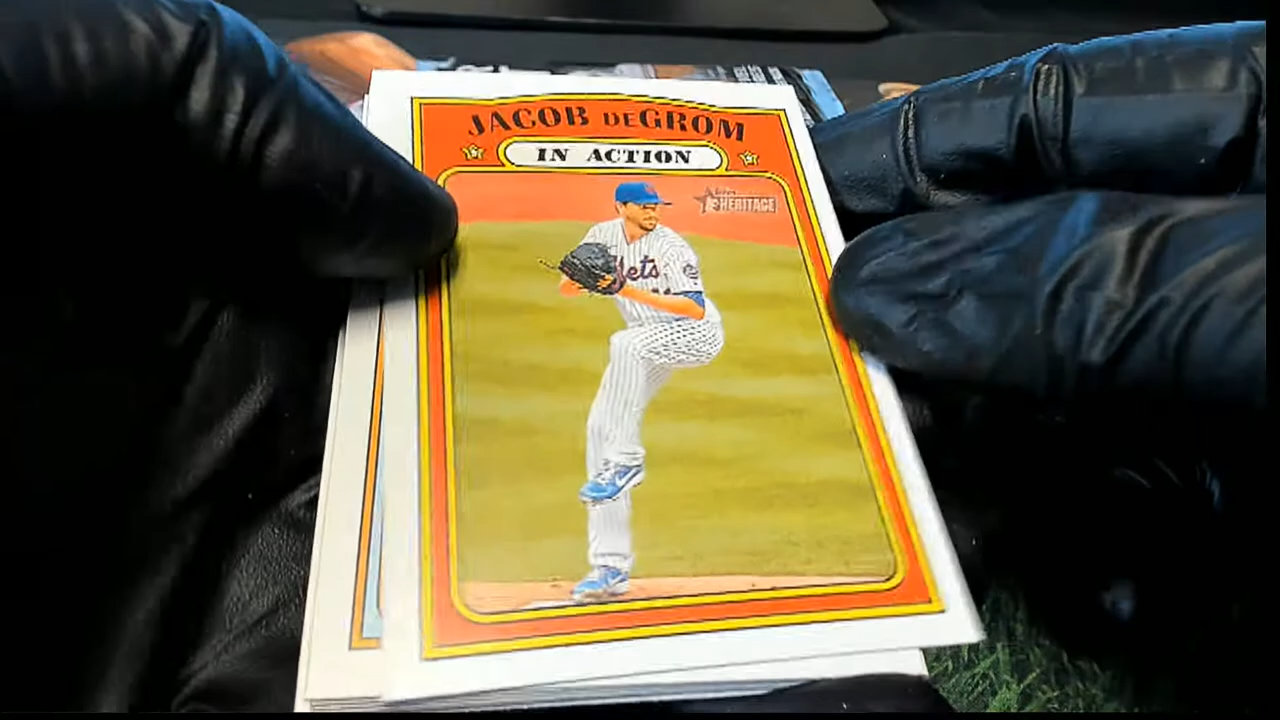 JACOB DEGROM
IN ACTION
Topps
HERITAGE
Mets